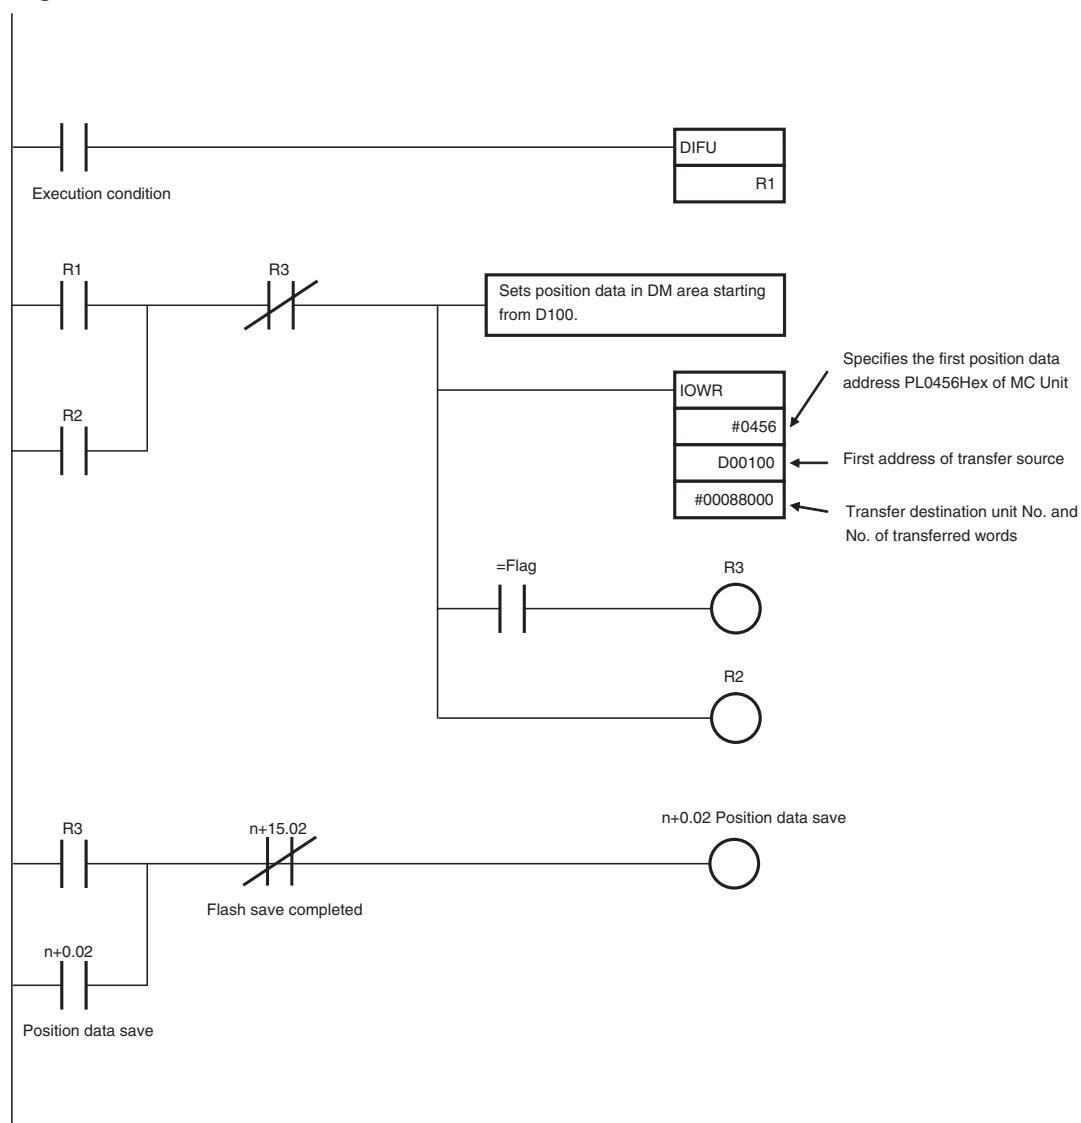 DIFU
R1
Execution condition
R1
R3
Sets position data in DM area starting
from D100.
R2
IOWR
#0456
D00100
#00088000
Specifies the first position data
address PL0456Hex of MC Unit
First address of transfer source
Transfer destination unit No. and
No. of transferred words
=Flag
R3
R2
R3
n+15.02
n+0.02 Position data save
Flash save completed
n+0.02
Position data save